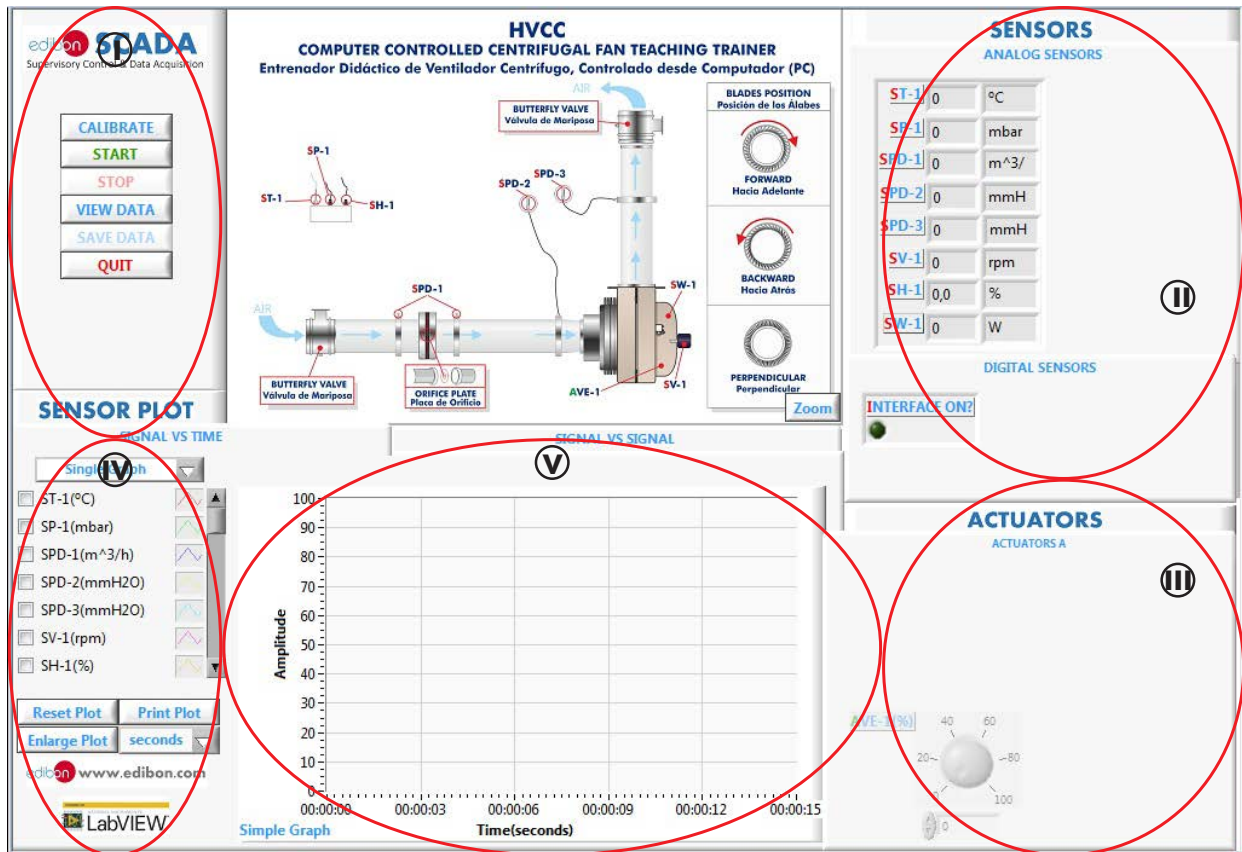 I
edibon SCADA
Supervisory Control & Data Acquisition
CALIBRATE
START
STOP
VIEW DATA
SAVE DATA
QUIT
HVCC
COMPUTER CONTROLLED CENTRIFUGAL FAN TEACHING TRAINER
Entrenador Didáctico de Ventilador Centrífugo, Controlado desde Computador (PC)
AIR
BUTTERFLY VALVE
Válvula de Mariposa
SP-1
ST-1
SH-1
SPD-2
SPD-3
SPD-1
AIR
BUTTERFLY VALVE
Válvula de Mariposa
ORIFICE PLATE
Placa de Orificio
SW-1
AVE-1
SV-1
BLADES POSITION
Posición de los Álabes
FORWARD
Hacia Adelante
BACKWARD
Hacia Atrás
PERPENDICULAR
Perpendicular
Zoom
SENSORS
ANALOG SENSORS
ST-1 0 ºC
SP-1 0 mbar
SPD-1 0 m^3/
SPD-2 0 mmH
SPD-3 0 mmH
SV-1 0 rpm
SH-1 0,0 %
SW-1 0 W
II
DIGITAL SENSORS
INTERFACE ON?
SENSOR PLOT
SIGNAL VS TIME
SIGNAL VS SIGNAL
IV
Single Graph
ST-1(ºC)
SP-1(mbar)
SPD-1(m^3/h)
SPD-2(mmH2O)
SPD-3(mmH2O)
SV-1(rpm)
SH-1(%)
Reset Plot Print Plot
Enlarge Plot seconds
edibon www.edibon.com
LabVIEW
V
100
90
80
70
60
50
40
30
20
10
0
Amplitude
00:00:00 00:00:03 00:00:06 00:00:09 00:00:12 00:00:15
Simple Graph Time(seconds)
ACTUATORS
ACTUATORS A
III
AVE-1(%)
40 60
20 80
100
0